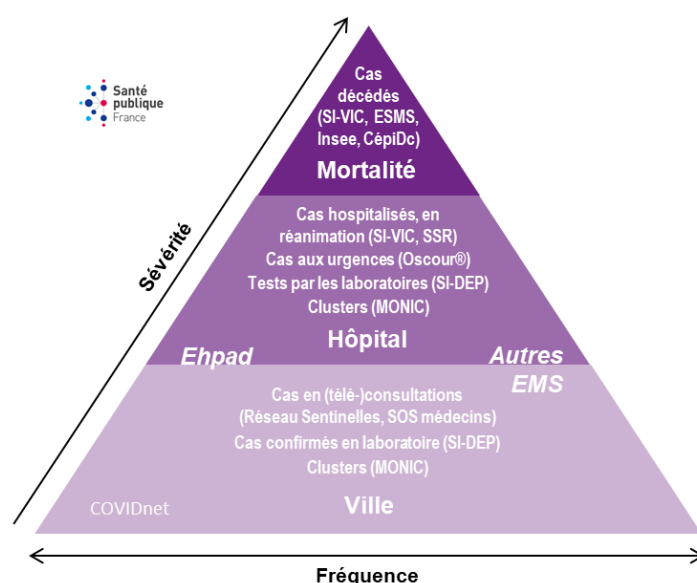 Santé
publique
France
Sévérité
Cas
décédés
(SI-VIC, ESMS,
Insee, CépiDc)
Mortalité
Cas hospitalisés, en
réanimation (SI-VIC, SSR)
Cas aux urgences (Oscour®)
Tests par les laboratoires (SI-DEP)
Clusters (MONIC)
Hôpital
Ehpad
Autres
EMS
Cas en (télé-)consultations
(Réseau Sentinelles, SOS médecins)
Cas confirmés en laboratoire (SI-DEP)
Clusters (MONIC)
Ville
COVIDnet
Fréquence